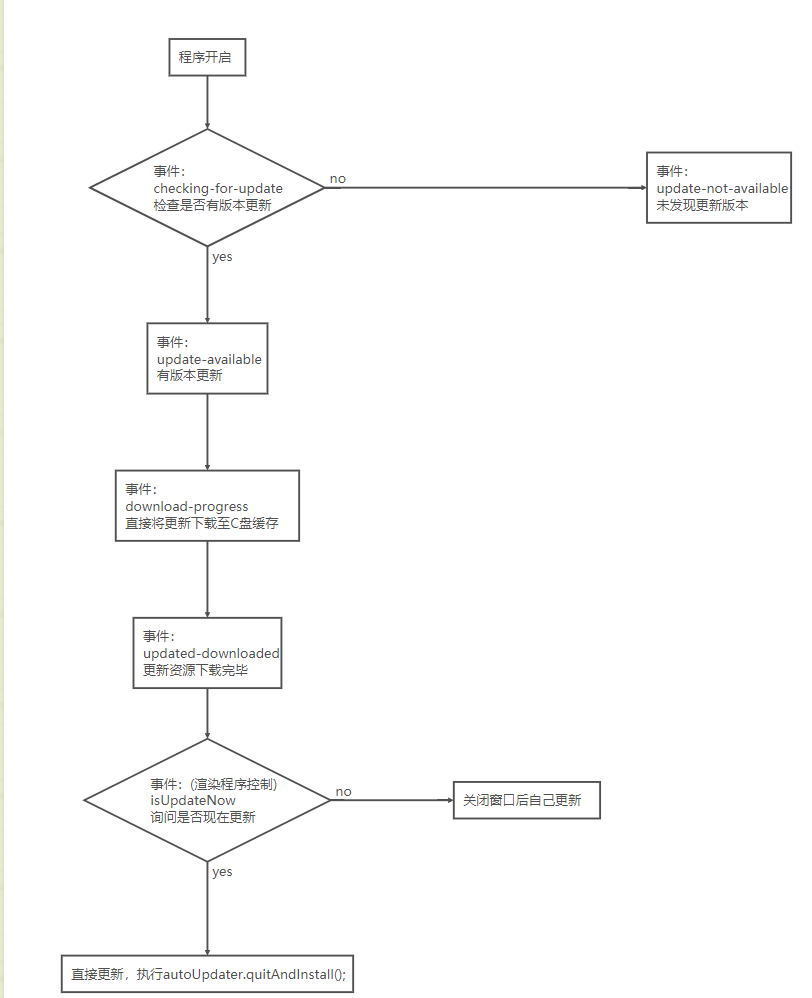 程序开启
事件：
checking-for-update
检查是否有版本更新
no
事件：
update-not-available
未发现更新版本
yes
事件：
update-available
有版本更新
事件：
download-progress
直接将更新下载至C盘缓存
事件：
updated-downloaded
更新资源下载完毕
事件：(渲染程序控制)
isUpdateNow
询问是否现在更新
no
关闭窗口后自己更新
yes
直接更新，执行autoUpdater.quitAndInstall();